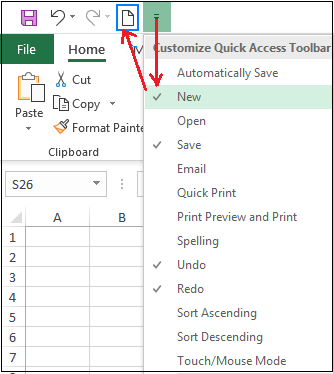 Customize Quick Access Toolbar
File
Home
Automatically Save
New
Open
Save
Email
Quick Print
Print Preview and Print
Spelling
Undo
Redo
Sort Ascending
Sort Descending
Touch/Mouse Mode
Paste
Cut
Copy
Format Painte
Clipboard
S26
A B
1
2
3
4
5
6
7